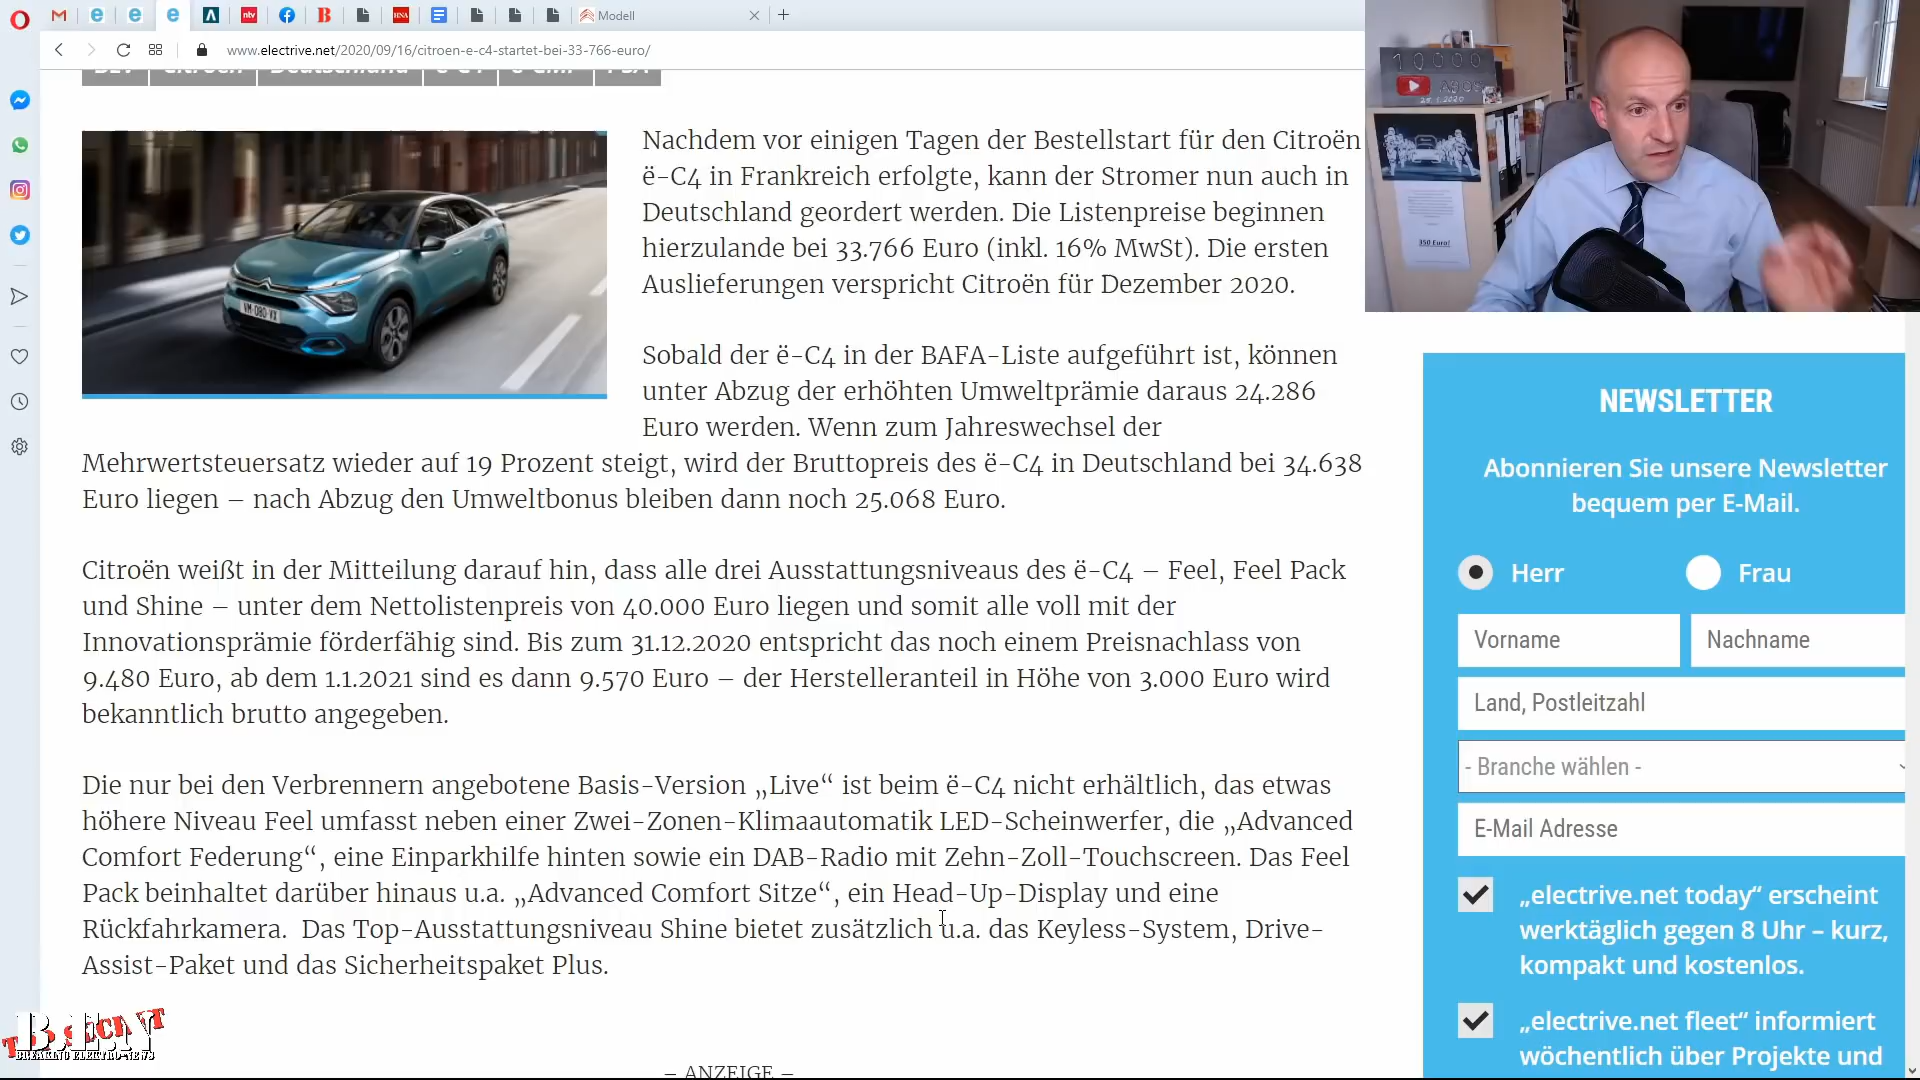 Modell
www.electrive.net/2020/09/16/citroen-e-c4-startet-bei-33-766-euro/
Nachdem vor einigen Tagen der Bestellstart für den Citroën
ë-C4 in Frankreich erfolgte, kann der Stromer nun auch in
Deutschland geordert werden. Die Listenpreise beginnen
hierzulande bei 33.766 Euro (inkl. 16% MwSt). Die ersten
Auslieferungen verspricht Citroën für Dezember 2020.
Sobald der ë-C4 in der BAFA-Liste aufgeführt ist, können
unter Abzug der erhöhten Umweltprämie daraus 24.286
Euro werden. Wenn zum Jahreswechsel der
Mehrwertsteuersatz wieder auf 19 Prozent steigt, wird der Bruttopreis des ë-C4 in Deutschland bei 34.638
Euro liegen – nach Abzug den Umweltbonus bleiben dann noch 25.068 Euro.
Citroën weißt in der Mitteilung darauf hin, dass alle drei Ausstattungsniveaus des ë-C4 – Feel, Feel Pack
und Shine – unter dem Nettolistenpreis von 40.000 Euro liegen und somit alle voll mit der
Innovationsprämie förderfähig sind. Bis zum 31.12.2020 entspricht das noch einem Preisnachlass von
9.480 Euro, ab dem 1.1.2021 sind es dann 9.570 Euro – der Herstelleranteil in Höhe von 3.000 Euro wird
bekanntlich brutto angegeben.
Die nur bei den Verbrennern angebotene Basis-Version „Live“ ist beim ë-C4 nicht erhältlich, das etwas
höhere Niveau Feel umfasst neben einer Zwei-Zonen-Klimaautomatik LED-Scheinwerfer, die „Advanced
Comfort Federung“, eine Einparkhilfe hinten sowie ein DAB-Radio mit Zehn-Zoll-Touchscreen. Das Feel
Pack beinhaltet darüber hinaus u.a. „Advanced Comfort Sitze“, ein Head-Up-Display und eine
Rückfahrkamera. Das Top-Ausstattungsniveau Shine bietet zusätzlich u.a. das Keyless-System, Drive-
Assist-Paket und das Sicherheitspaket Plus.
– ANZEIGE –
10000
ABOS
350 Euro!
NEWSLETTER
Abonnieren Sie unsere Newsletter
bequem per E-Mail.
Herr Frau
Vorname Nachname
Land, Postleitzahl
- Branche wählen -
E-Mail Adresse
„electrive.net today“ erscheint
werktäglich gegen 8 Uhr – kurz,
kompakt und kostenlos.
„electrive.net fleet“ informiert
wöchentlich über Projekte und
BREAKING ELECTRO-NEWS